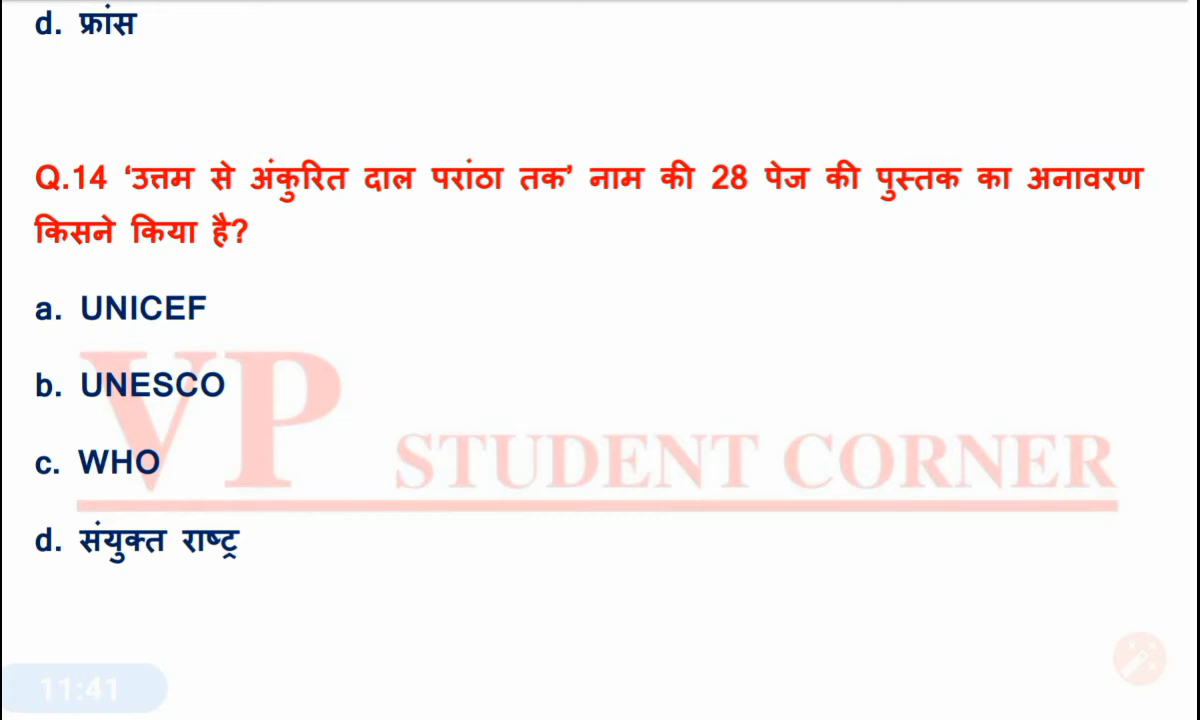 d. फ्रांस
Q.14 ‘उत्तम से अंकुरित दाल परांठा तक’ नाम की 28 पेज की पुस्तक का अनावरण
किसने किया है?
a. UNICEF
b. UNESCO
VP STUDENT CORNER
c. WHO
d. संयुक्त राष्ट्र
11:41